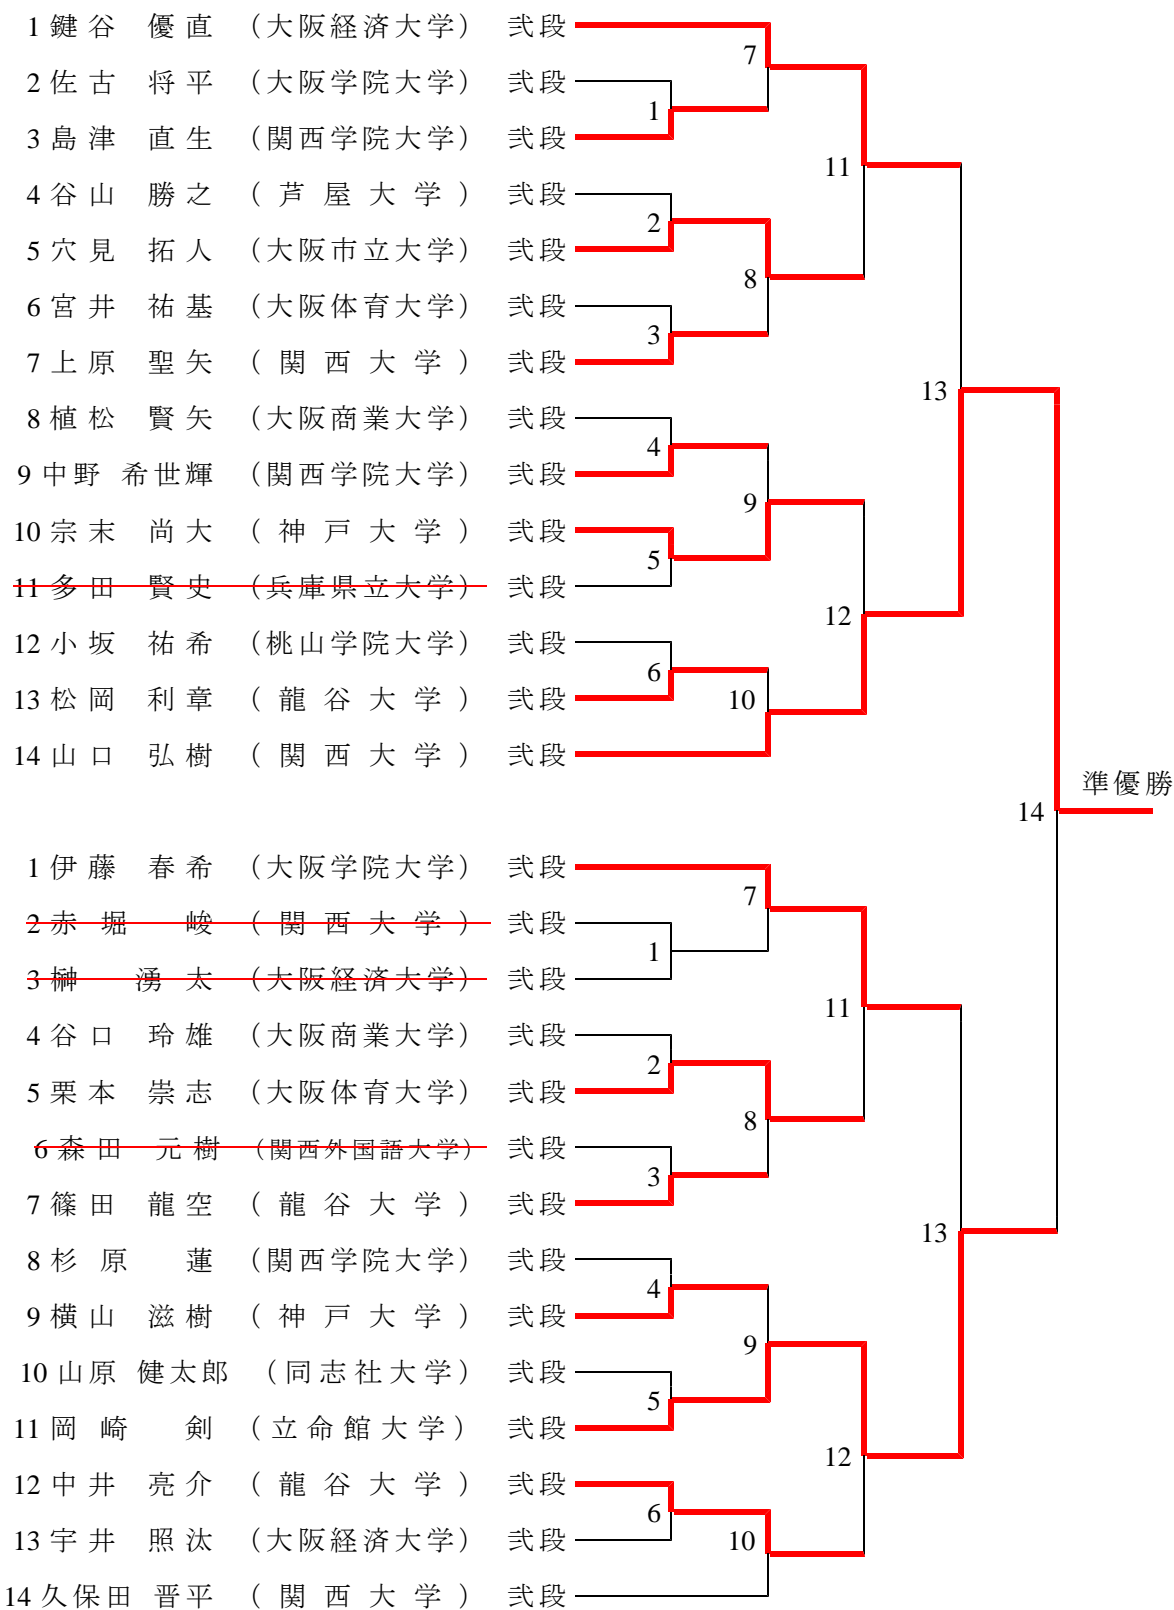 1 鍵谷 優直 (大阪経済大学) 弐段
7
2 佐古 将平 (大阪学院大学) 弐段
1
3 島津 直生 (関西学院大学) 弐段
11
4 谷山 勝之 (芦屋大学) 弐段
2
5 穴見 拓人 (大阪市立大学) 弐段
8
6 宮井 祐基 (大阪体育大学) 弐段
3
7 上原 聖矢 (関西大学) 弐段
13
8 植松 賢矢 (大阪商業大学) 弐段
4
9 中野 希世輝 (関西学院大学) 弐段
9
10 宗末 尚大 (神戸大学) 弐段
5
11 多田 賢史 (兵庫県立大学) 弐段
12
12 小坂 祐希 (桃山学院大学) 弐段
6
13 松岡 利章 (龍谷大学) 弐段
10
14 山口 弘樹 (関西大学) 弐段
準優勝
14
1 伊藤 春希 (大阪学院大学) 弐段
7
2 赤堀 峻 (関西大学) 弐段
1
3 榊 湧太 (大阪経済大学) 弐段
11
4 谷口 玲雄 (大阪商業大学) 弐段
2
5 栗本 崇志 (大阪体育大学) 弐段
8
6 森田 元樹 (関西外国語大学) 弐段
3
7 篠田 龍空 (龍谷大学) 弐段
13
8 杉原 蓮 (関西学院大学) 弐段
4
9 横山 滋樹 (神戸大学) 弐段
9
10 山原 健太郎 (同志社大学) 弐段
5
11 岡崎 剣 (立命館大学) 弐段
12
12 中井 亮介 (龍谷大学) 弐段
6
13 宇井 照汰 (大阪経済大学) 弐段
10
14 久保田 晋平 (関西大学) 弐段